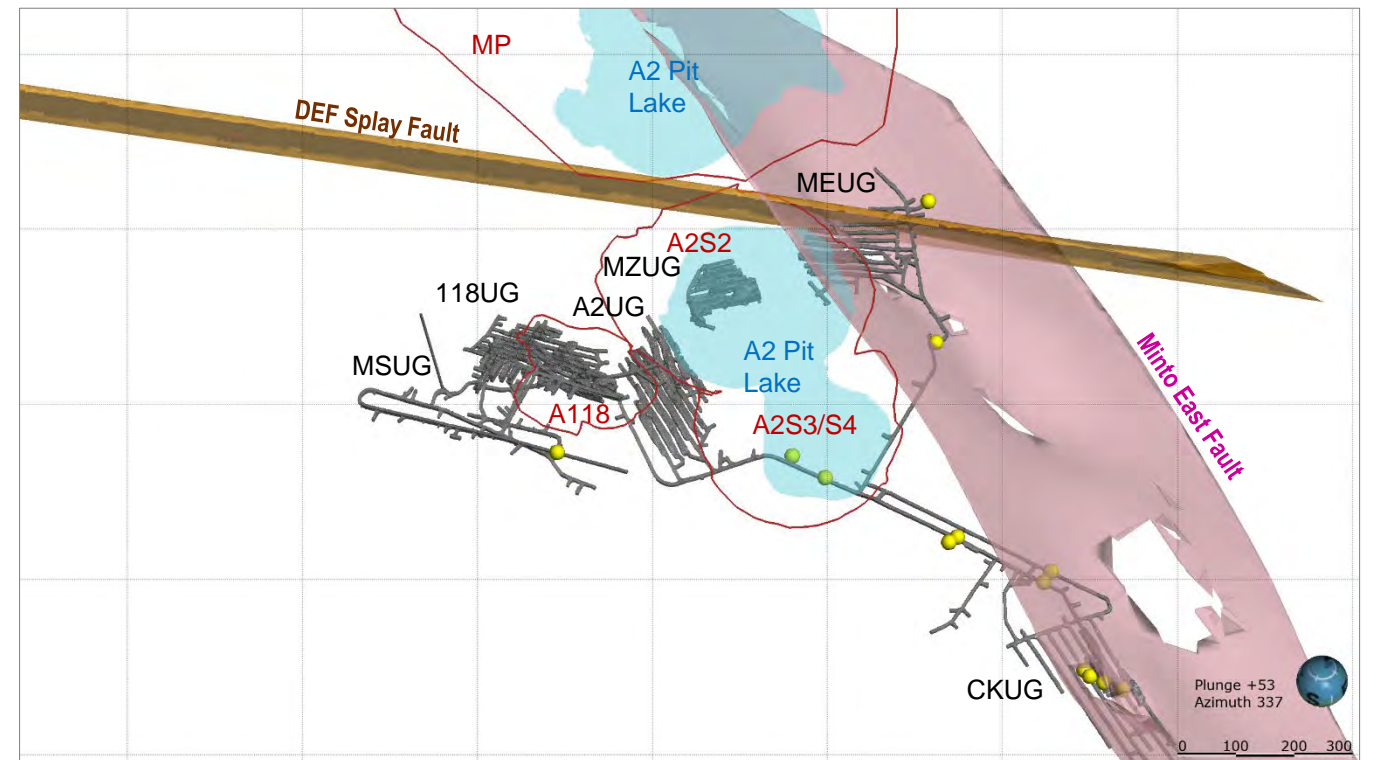 MP
A2 Pit
Lake
DEF Splay Fault
MEUG
A2S2
MZUG
118UG
A2UG
A2 Pit
Lake
MSUG
Minto East Fault
A118
A2S3/S4
CKUG
Plunge +53
Azimuth 337
S
0 100 200 300